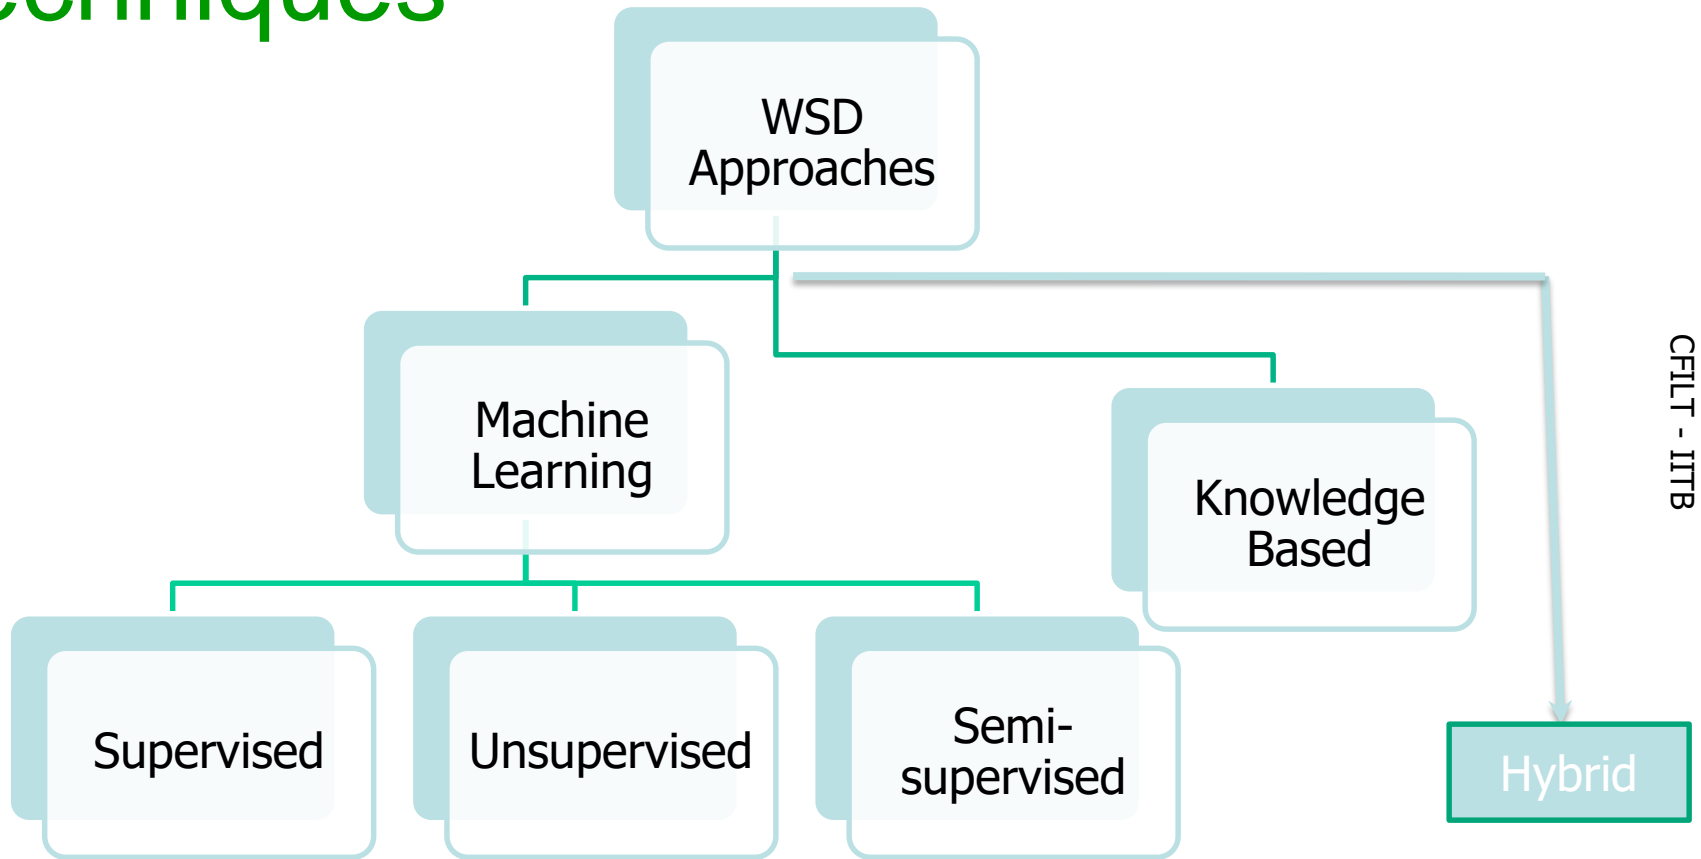 WSD
Approaches
Machine
Learning
Knowledge
Based
CFILT - IITB
Supervised
Unsupervised
Semi-
supervised
Hybrid